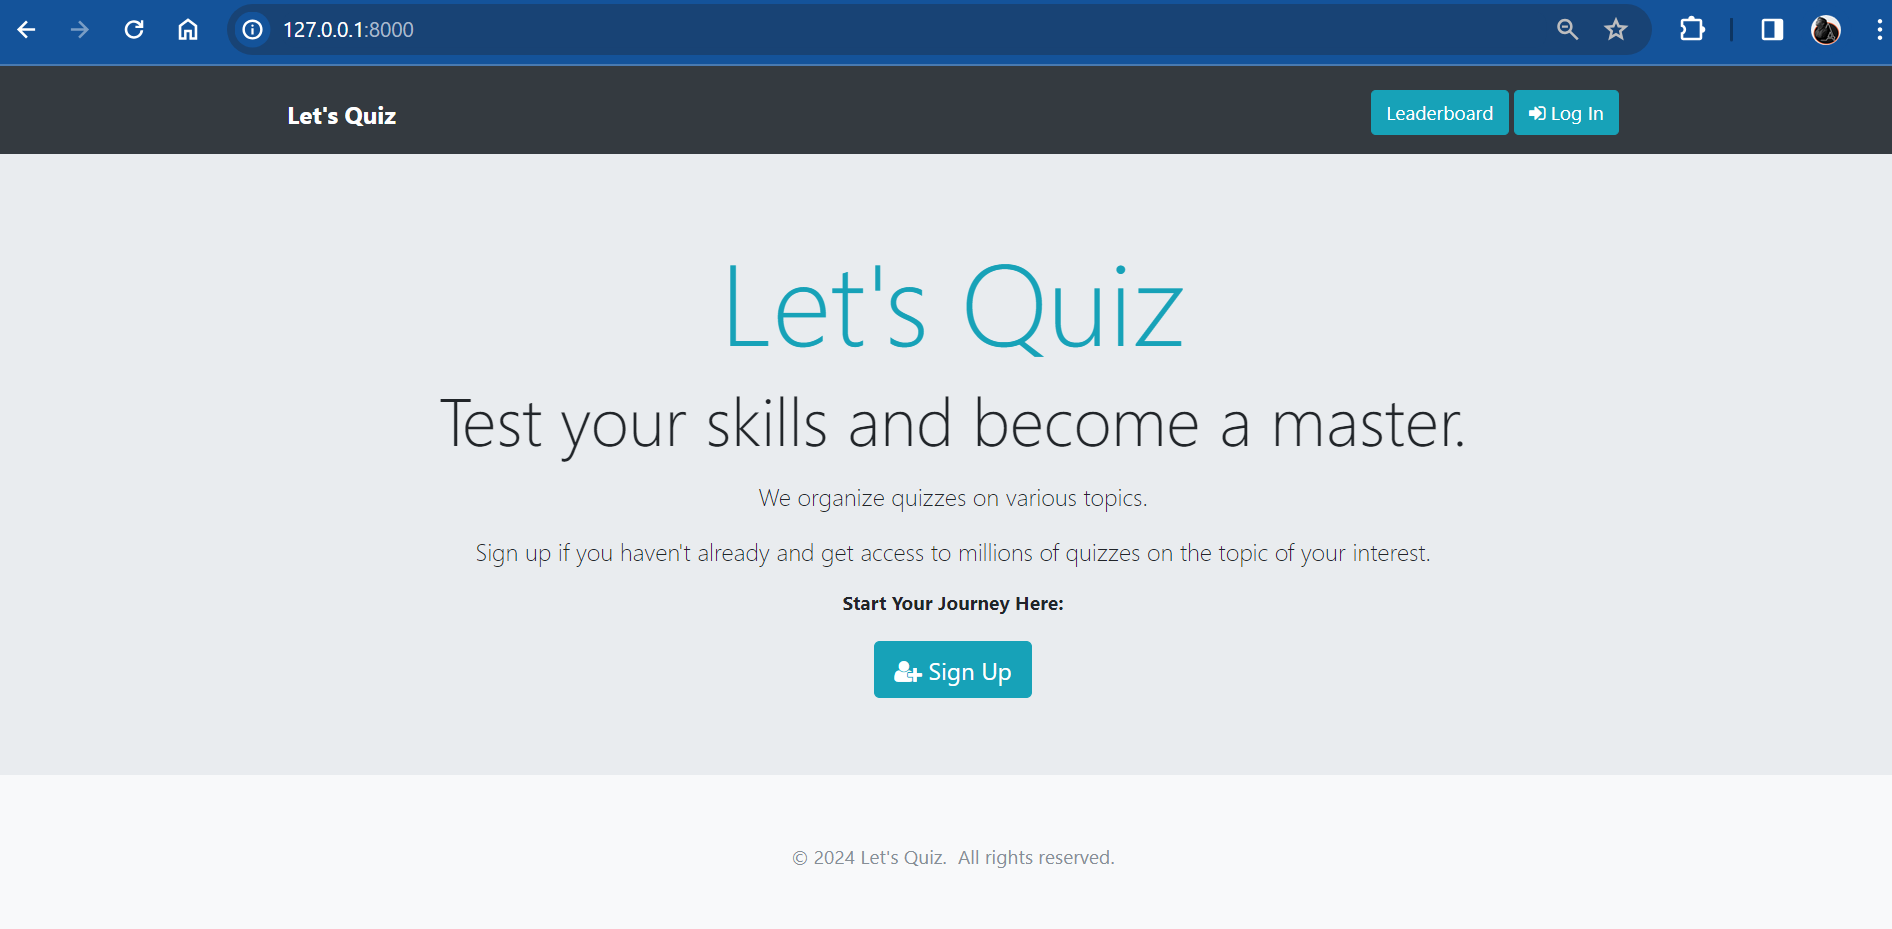 127.0.0.1:8000
Let's Quiz
Leaderboard
Log In
Let's Quiz
Test your skills and become a master.
We organize quizzes on various topics.
Sign up if you haven't already and get access to millions of quizzes on the topic of your interest.
Start Your Journey Here:
Sign Up
© 2024 Let's Quiz.  All rights reserved.